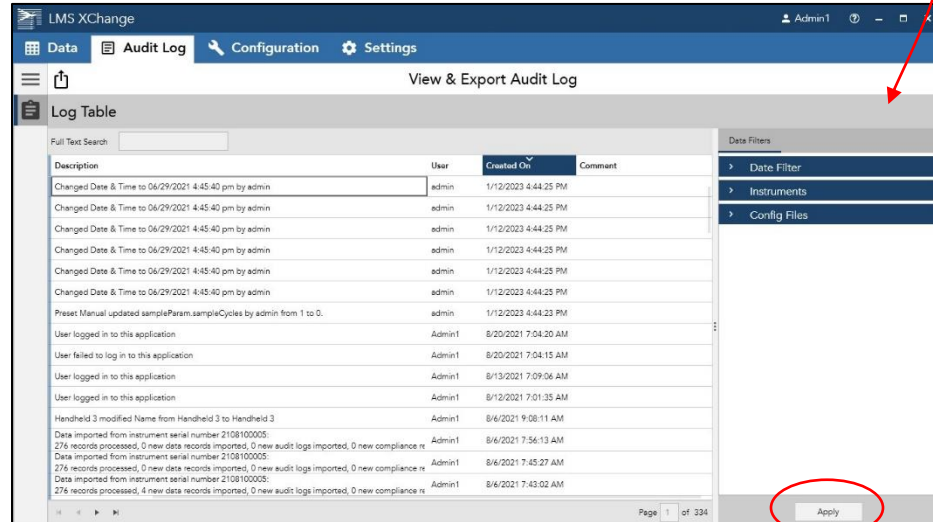 LMS XChange Admin1
Data Audit Log Configuration Settings
View & Export Audit Log
Log Table
Full Text Search
Data Filters
Description User Created On Comment
Date Filter
Instruments
Config Files
Changed Date & Time to 06/29/2021 4:45:40 pm by admin admin 1/12/2023 4:44:25 PM
Changed Date & Time to 06/29/2021 4:45:40 pm by admin admin 1/12/2023 4:44:25 PM
Changed Date & Time to 06/29/2021 4:45:40 pm by admin admin 1/12/2023 4:44:25 PM
Changed Date & Time to 06/29/2021 4:45:40 pm by admin admin 1/12/2023 4:44:25 PM
Changed Date & Time to 06/29/2021 4:45:40 pm by admin admin 1/12/2023 4:44:25 PM
Changed Date & Time to 06/29/2021 4:45:40 pm by admin admin 1/12/2023 4:44:25 PM
Preset Manual updated sampleParam.sampleCycles by admin from 1 to 0. admin 1/12/2023 4:44:23 PM
User logged in to this application Admin1 8/20/2021 7:04:20 AM
User failed to log in to this application Admin1 8/20/2021 7:04:15 AM
User logged in to this application Admin1 8/13/2021 7:09:06 AM
User logged in to this application Admin1 8/12/2021 7:01:35 AM
Handheld 3 modified Name from Handheld 3 to Handheld 3 Admin1 8/6/2021 9:08:11 AM
Data imported from instrument serial number 2108100005:
276 records processed, 0 new data records imported, 0 new audit logs imported, 0 new compliance re Admin1 8/6/2021 7:56:13 AM
Data imported from instrument serial number 2108100005:
276 records processed, 0 new data records imported, 0 new audit logs imported, 0 new compliance re Admin1 8/6/2021 7:45:27 AM
Data imported from instrument serial number 2108100005:
276 records processed, 4 new data records imported, 0 new audit logs imported, 0 new compliance re Admin1 8/6/2021 7:43:02 AM
Page 1 of 334
Apply